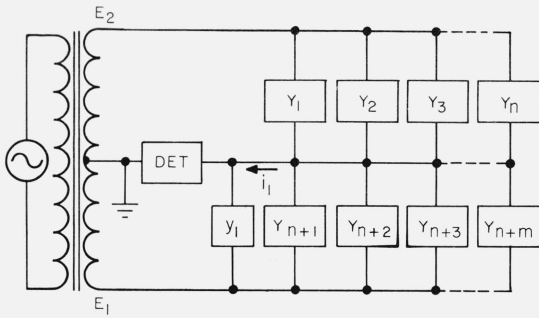 E₂
Y₁ Y₂ Y₃ Yₙ
DET
i₁
y₁ Yₙ₊₁ Yₙ₊₂ Yₙ₊₃ Yₙ₊ₘ
E₁